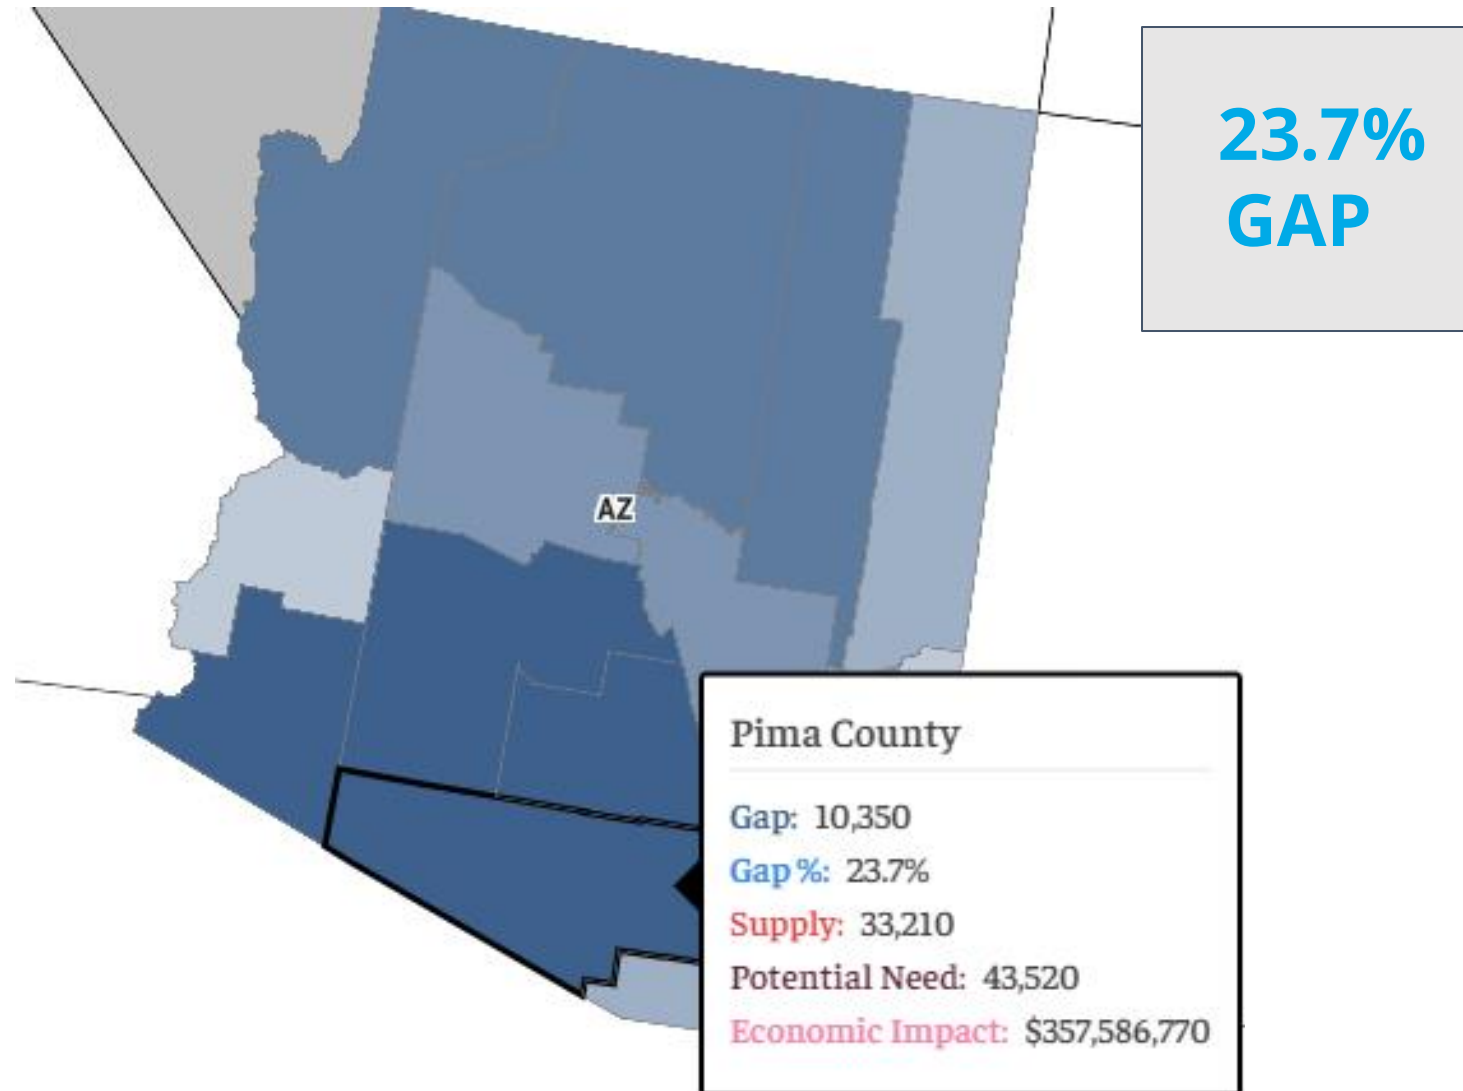 23.7%
GAP
AZ
Pima County
Gap: 10,350
Gap %: 23.7%
Supply: 33,210
Potential Need: 43,520
Economic Impact: $357,586,770